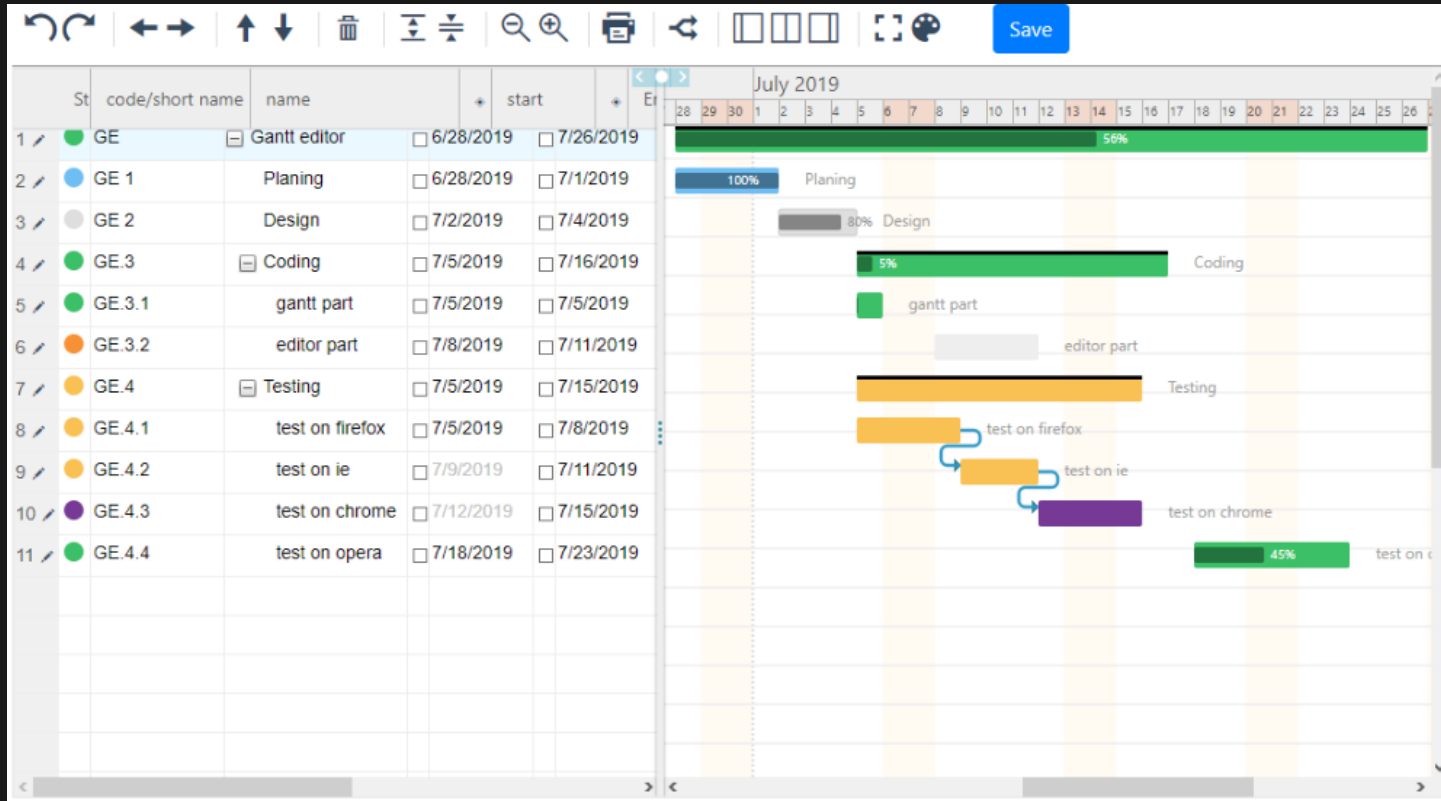 Save
July 2019
St code/short name name start
28 29 30 1 2 3 4 5 6 7 8 9 10 11 12 13 14 15 16 17 18 19 20 21 22 23 24 25 26
1 GE Gantt editor 6/28/2019 7/26/2019 56%
2 GE 1 Planing 6/28/2019 7/1/2019 100% Planing
3 GE 2 Design 7/2/2019 7/4/2019 80% Design
4 GE.3 Coding 7/5/2019 7/16/2019 5% Coding
5 GE.3.1 gantt part 7/5/2019 7/5/2019 gantt part
6 GE.3.2 editor part 7/8/2019 7/11/2019 editor part
7 GE.4 Testing 7/5/2019 7/15/2019 Testing
8 GE.4.1 test on firefox 7/5/2019 7/8/2019 test on firefox
9 GE.4.2 test on ie 7/9/2019 7/11/2019 test on ie
10 GE.4.3 test on chrome 7/12/2019 7/15/2019 test on chrome
11 GE.4.4 test on opera 7/18/2019 7/23/2019 45% test on